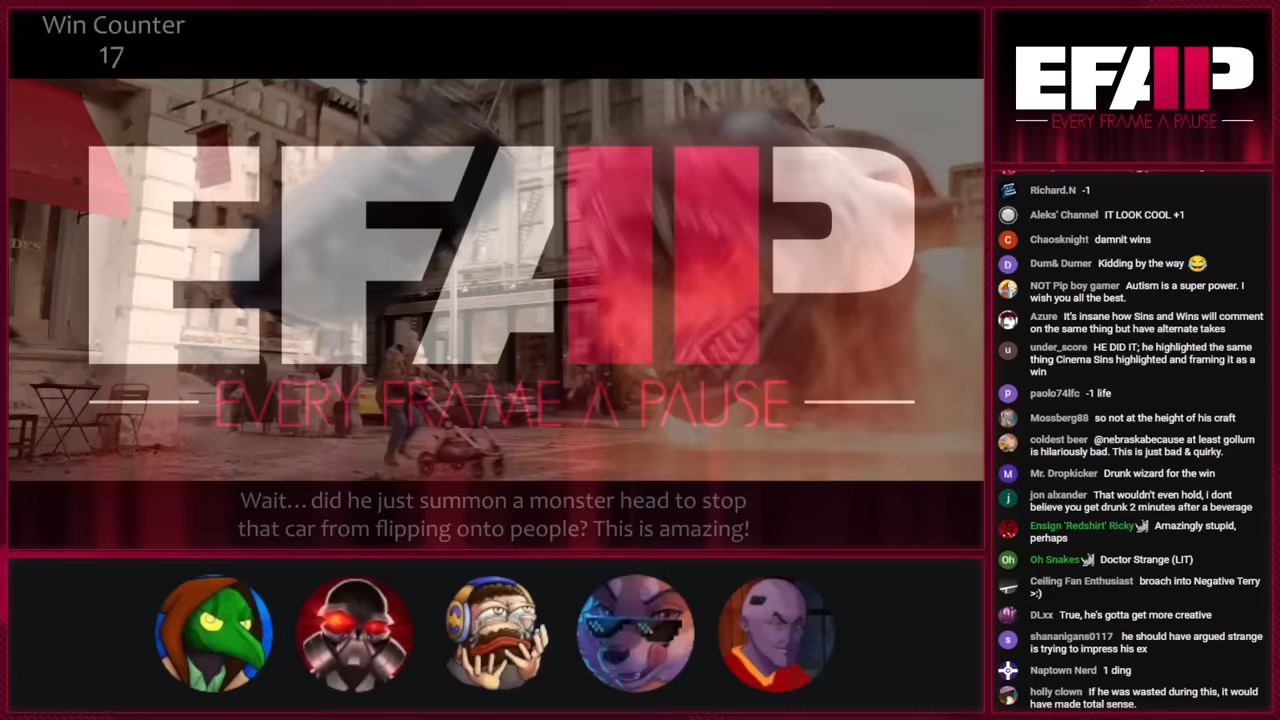 Win Counter
17
EFAP
EVERY FRAME A PAUSE
Wait...did he just summon a monster head to stop
that car from flipping onto people? This is amazing!
EFAP
EVERY FRAME A PAUSE
Richard.N -1
Aleks' Channel IT LOOK COOL +1
C Chaosknight damnit wins
D Dum& Dumer Kidding by the way 😂
NOT Pip boy gamer Autism is a super power. I
wish you all the best.
Azure It's insane how Sins and Wins will comment
on the same thing but have alternate takes
u under_score HE DID IT; he highlighted the same
thing Cinema Sins highlighted and framing it as a
win
P paolo74lfc -1 life
Mossberg88 so not at the height of his craft
coldest beer @nebraskabecause at least gollum
is hilariously bad. This is just bad & quirky.
M Mr. Dropkicker Drunk wizard for the win
j jon alxander That wouldn't even hold, i dont
believe you get drunk 2 minutes after a beverage
Ensign 'Redshirt' Ricky Amazingly stupid,
perhaps
Oh Oh Snakes Doctor Strange (LIT)
Ceiling Fan Enthusiast broach into Negative Terry
>:)
DLxx True, he's gotta get more creative
s shananigans0117 he should have argued strange
is trying to impress his ex
Naptown Nerd 1 ding
holly clown If he was wasted during this, it would
have made total sense.